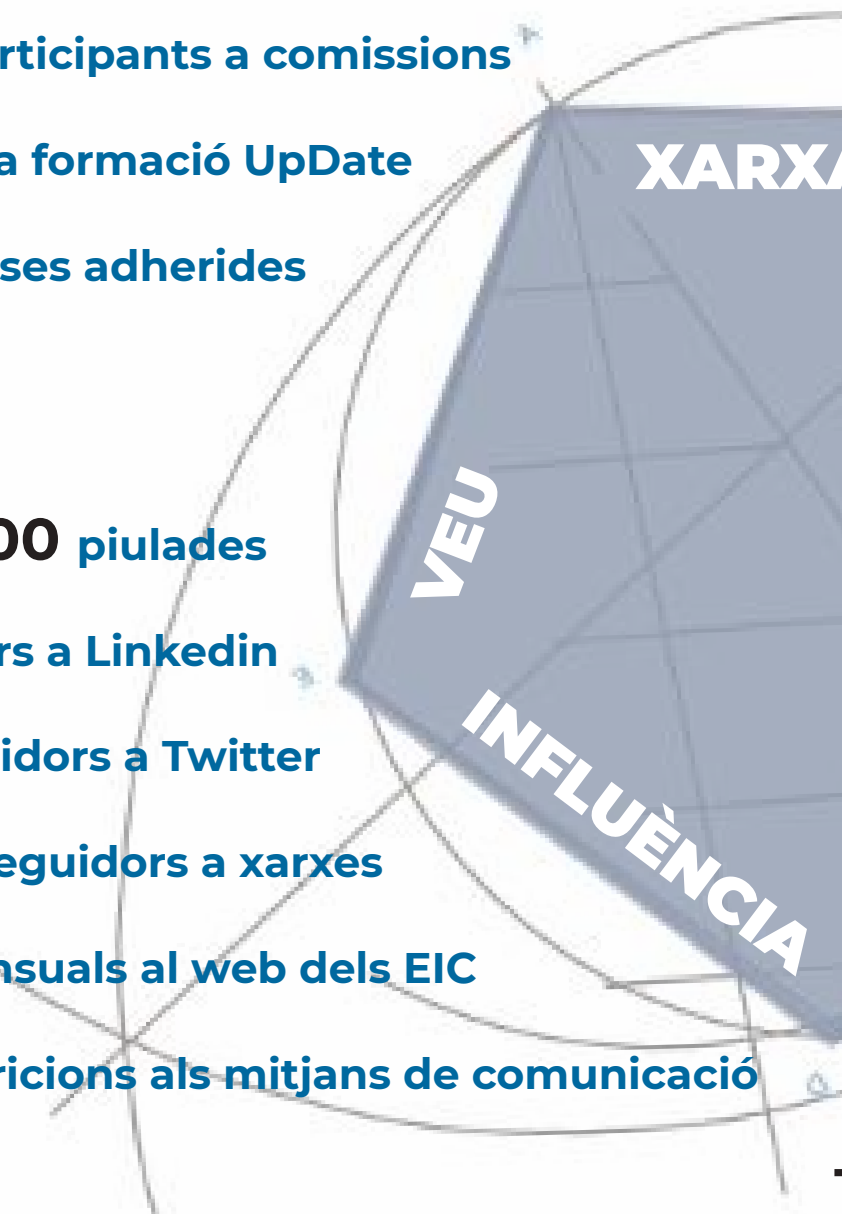 rticipants a comissions
XARXA
a formació UpDate
ses adherides
VEU
00 piulades
rs a Linkedin
idors a Twitter
INFLUÈNCIA
eguidors a xarxes
nsuals al web dels EIC
ricions als mitjans de comunicació